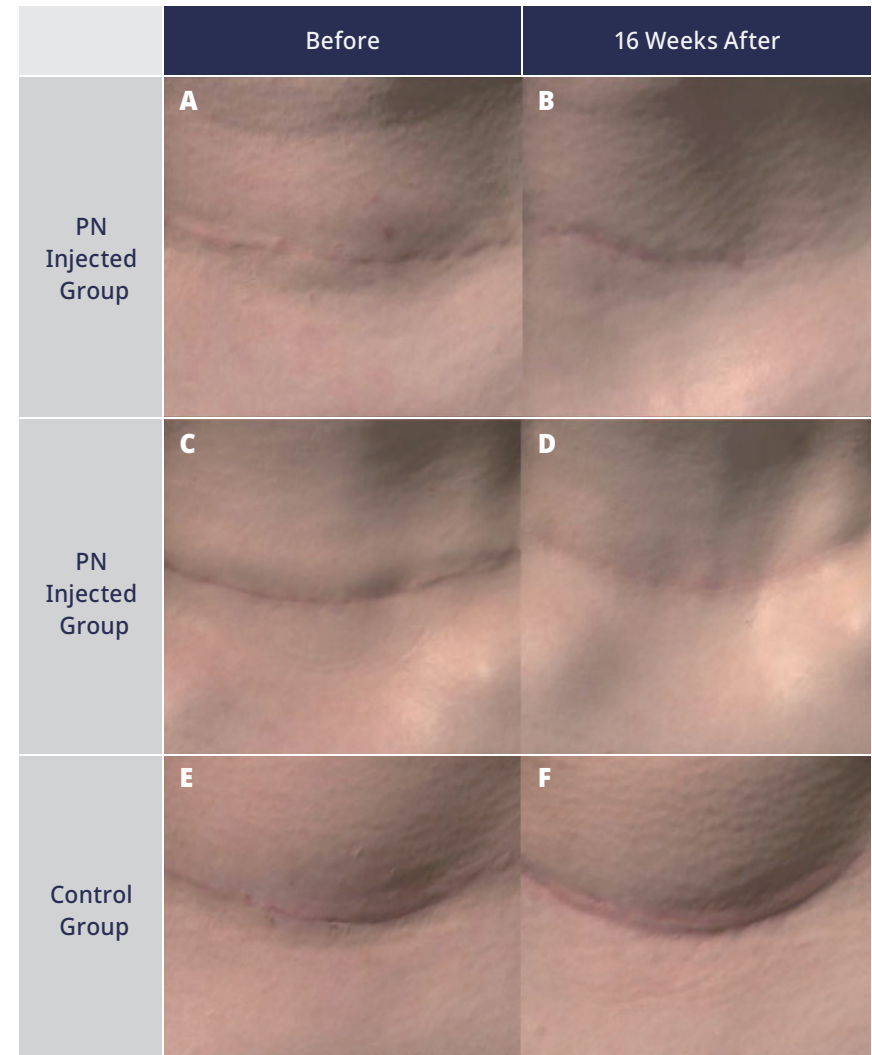 Before
16 Weeks After
PN
Injected
Group
A
B
PN
Injected
Group
C
D
Control
Group
E
F